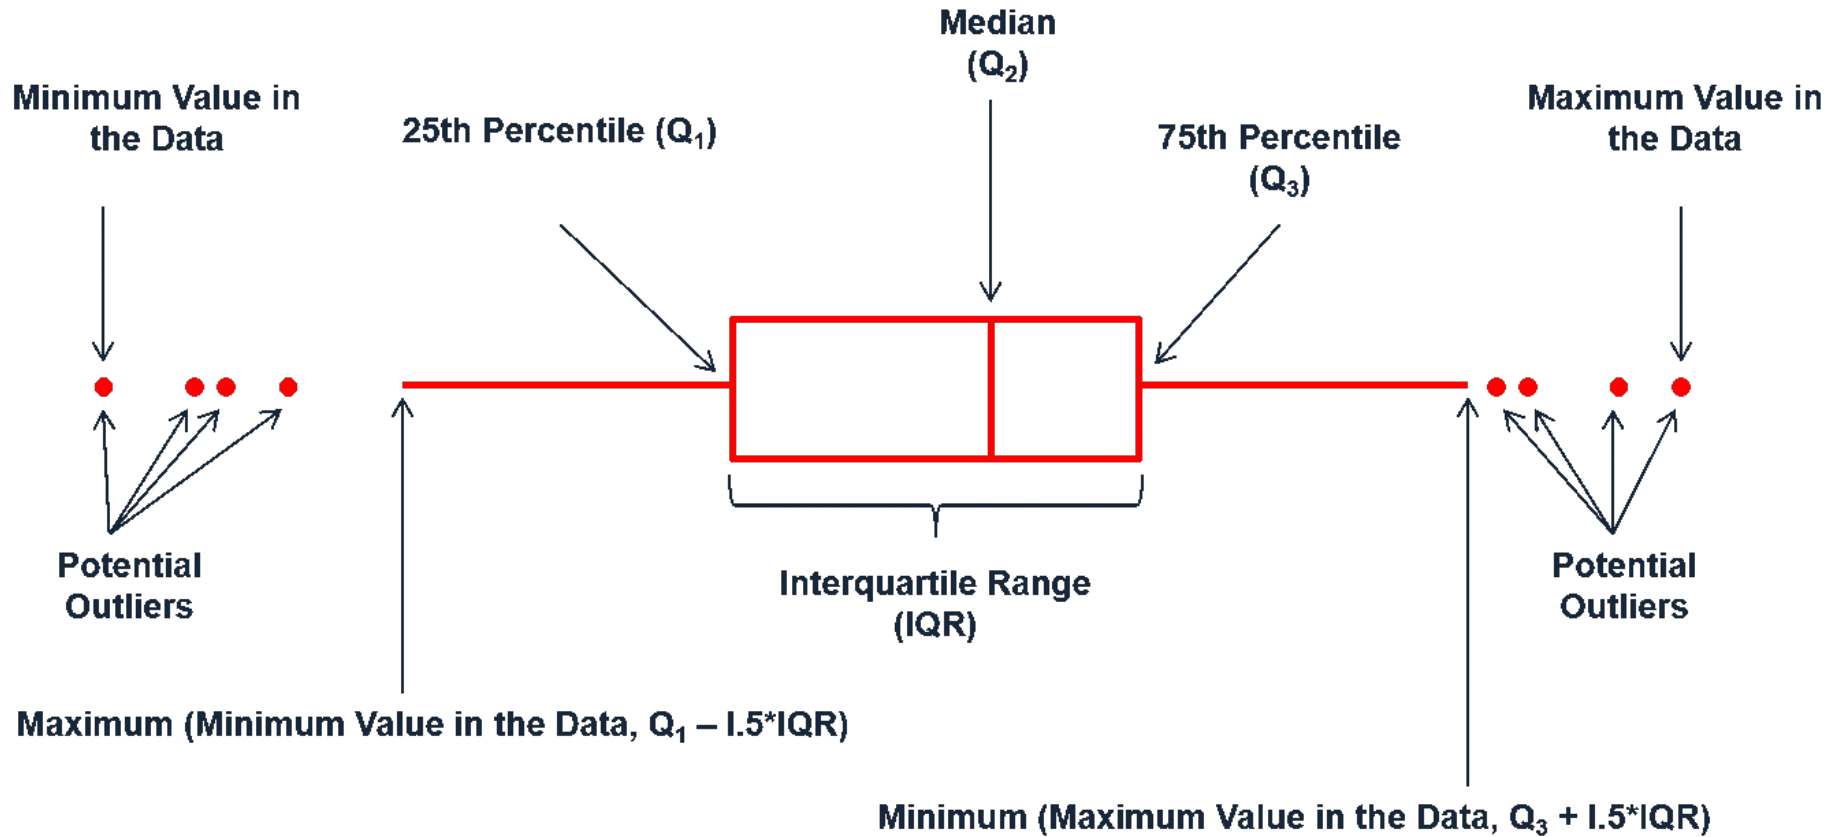 Median
(Q₂)
Minimum Value in
the Data
25th Percentile (Q₁)
75th Percentile
(Q₃)
Maximum Value in
the Data
Potential
Outliers
Interquartile Range
(IQR)
Potential
Outliers
Maximum (Minimum Value in the Data, Q₁ – I.5*IQR)
Minimum (Maximum Value in the Data, Q₃ + I.5*IQR)